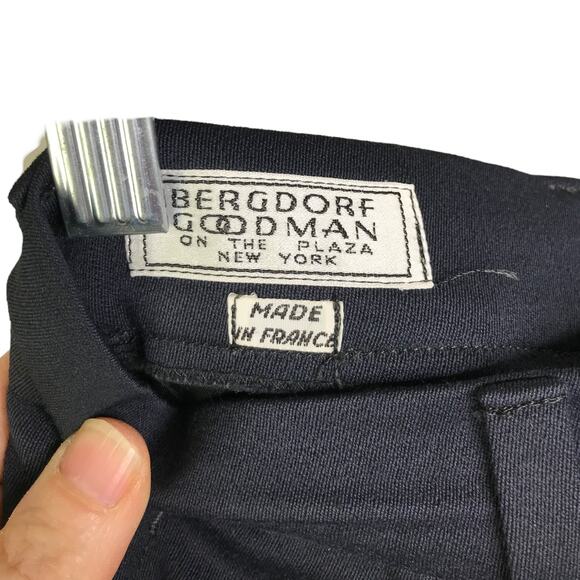 BERGDORF
GOODMAN
ON THE PLAZA
NEW YORK
MADE
IN FRANCE